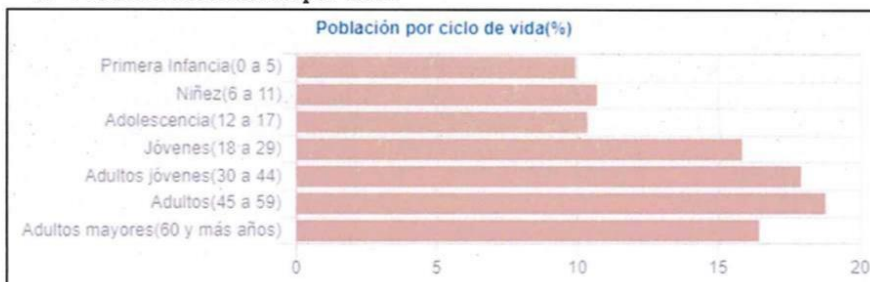 Población por ciclo de vida(%)
Primera Infancia(0 a 5)
Niñez(6 a 11)
Adolescencia(12 a 17)
Jóvenes(18 a 29)
Adultos jóvenes(30 a 44)
Adultos(45 a 59)
Adultos mayores(60 y más años)
0 5 10 15 20